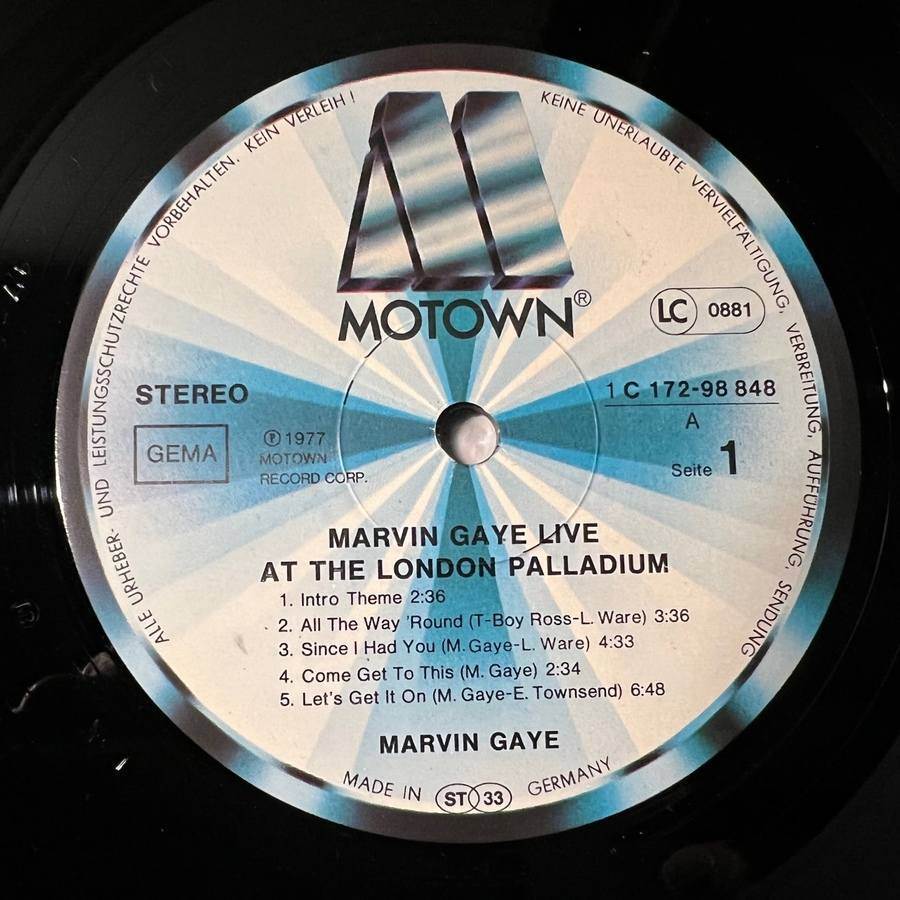 ALLE URHEBER- UND LEISTUNGSSCHUTZRECHTE VORBEHALTEN. KEIN VERLEIH! KEINE UNERLAUBTE VERVIELFÄLTIGUNG, VERBREITUNG, AUFFÜHRUNG, SENDUNG
M
MOTOWN®
LC 0881
STEREO
1 C 172-98 848
A
GEMA
Ⓟ 1977
MOTOWN
RECORD CORP.
Seite 1
MARVIN GAYE LIVE
AT THE LONDON PALLADIUM
1. Intro Theme 2:36
2. All The Way 'Round (T-Boy Ross-L. Ware) 3:36
3. Since I Had You (M. Gaye-L. Ware) 4:33
4. Come Get To This (M. Gaye) 2:34
5. Let's Get It On (M. Gaye-E. Townsend) 6:48
MARVIN GAYE
MADE IN ST 33 GERMANY